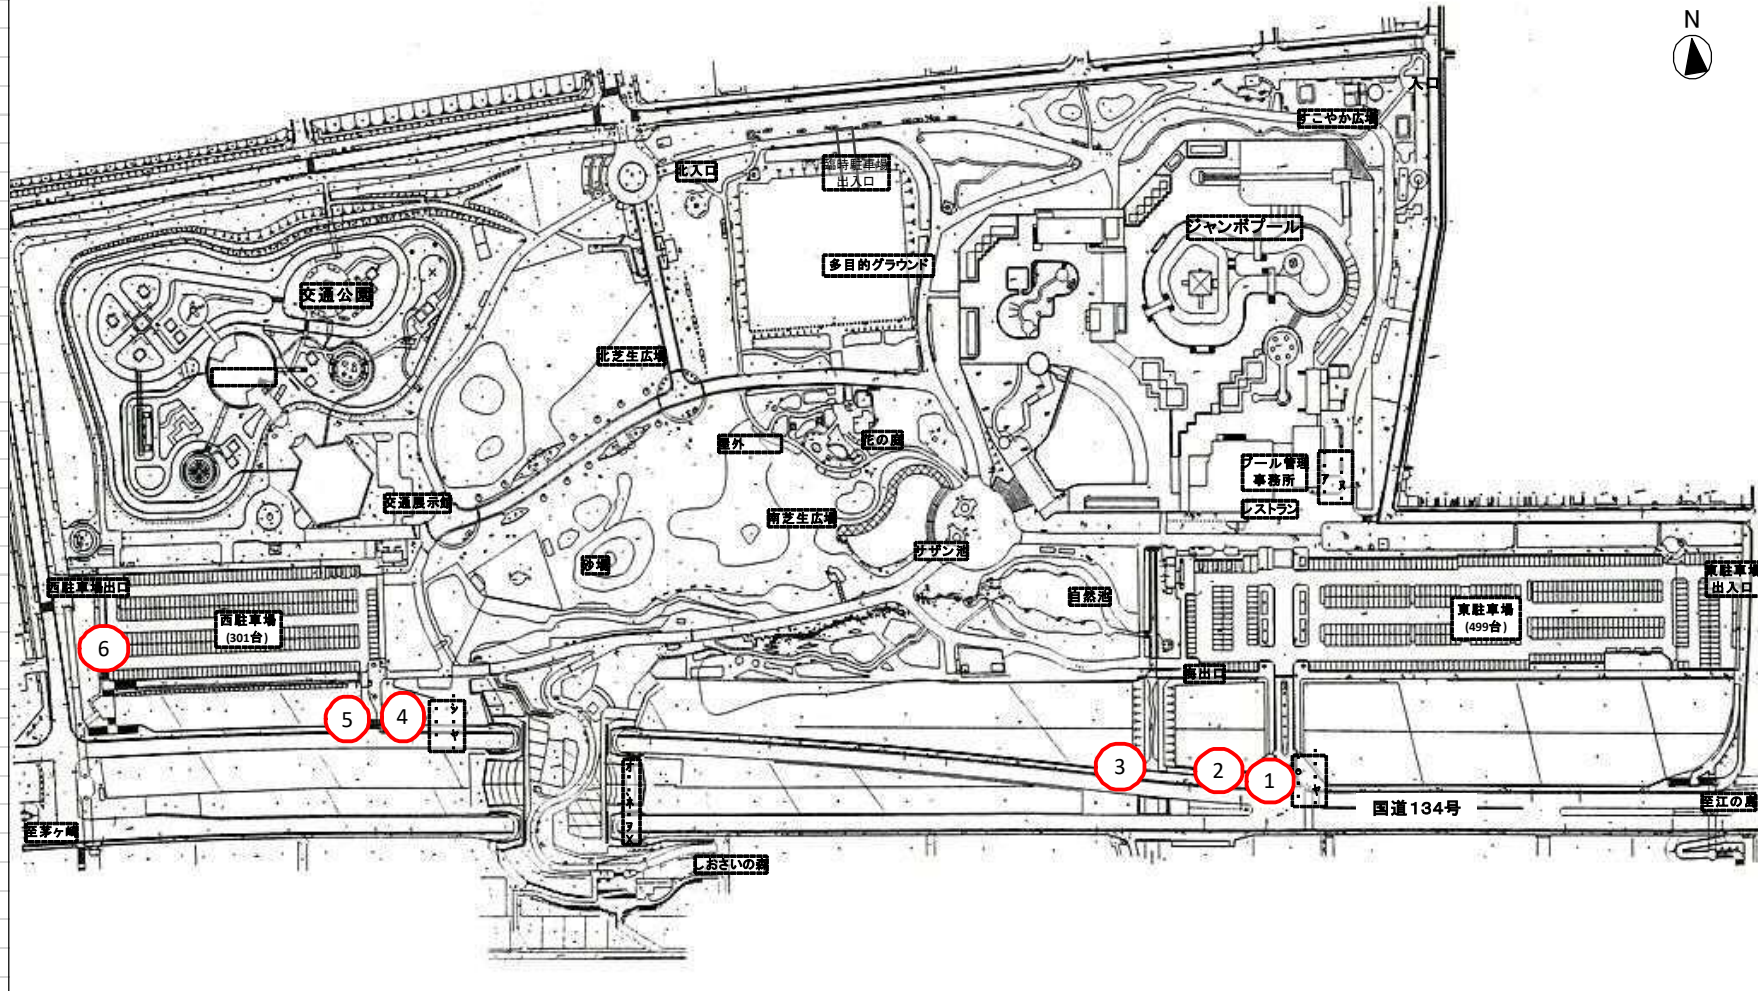 N
入口
すこやか広場
北入口
臨時駐車場
出入口
ジャンボプール
多目的グラウンド
交通公園
北芝生広場
屋外
花の庭
プール管理
事務所
レストラン
交通展示館
南芝生広場
サザン池
砂場
自然池
西駐車場出口
西駐車場
(301台)
東駐車場
(499台)
東駐車場
出入口
6
5
4
3
2
1
国道134号
至茅ヶ崎
至江の島
しおさいの森